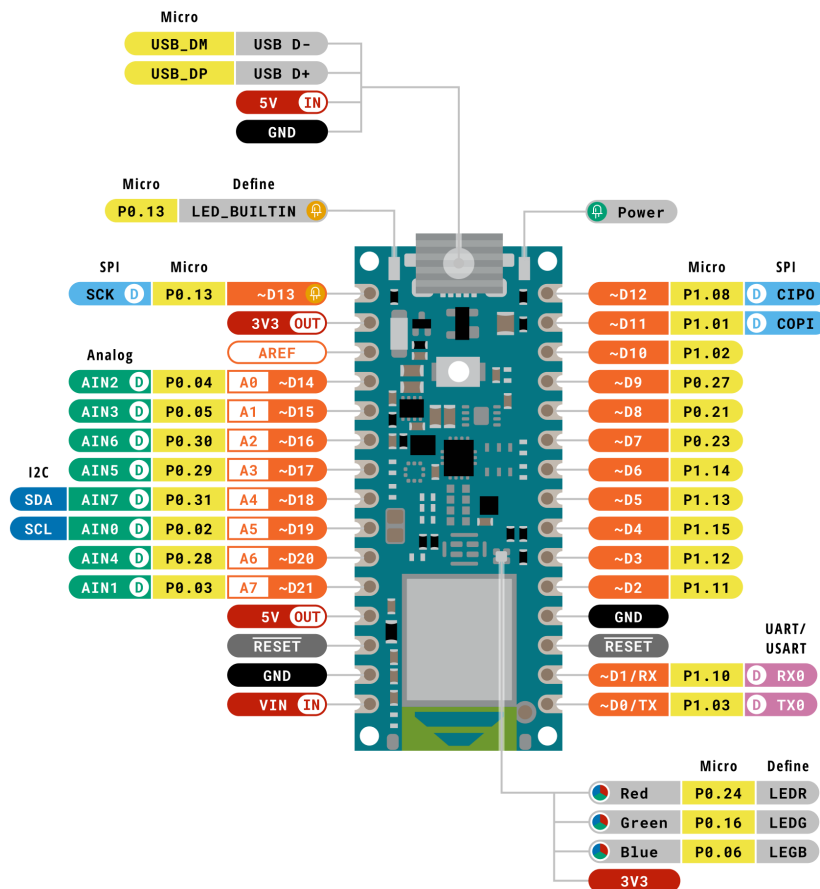 Micro
USB_DM USB D-
USB_DP USB D+
5V IN
GND
Micro Define
P0.13 LED_BUILTIN
Power
SPI Micro
SCK D P0.13 ~D13
3V3 OUT
AREF
Analog
AIN2 D P0.04 A0 ~D14
AIN3 D P0.05 A1 ~D15
AIN6 D P0.30 A2 ~D16
I2C
AIN5 D P0.29 A3 ~D17
SDA AIN7 D P0.31 A4 ~D18
SCL AIN0 D P0.02 A5 ~D19
AIN4 D P0.28 A6 ~D20
AIN1 D P0.03 A7 ~D21
5V OUT
RESET
GND
VIN IN
Micro SPI
~D12 P1.08 D CIPO
~D11 P1.01 D COPI
~D10 P1.02
~D9 P0.27
~D8 P0.21
~D7 P0.23
~D6 P1.14
~D5 P1.13
~D4 P1.15
~D3 P1.12
~D2 P1.11
GND
UART/
USART
RESET
~D1/RX P1.10 D RX0
~D0/TX P1.03 D TX0
Micro Define
Red P0.24 LEDR
Green P0.16 LEDG
Blue P0.06 LEGB
3V3